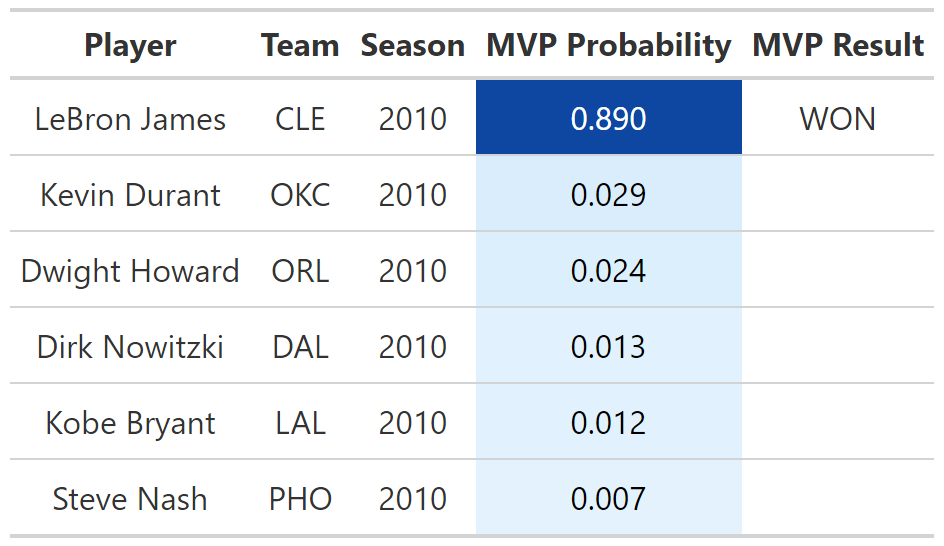 Player Team Season MVP Probability MVP Result
LeBron James CLE 2010 0.890 WON
Kevin Durant OKC 2010 0.029
Dwight Howard ORL 2010 0.024
Dirk Nowitzki DAL 2010 0.013
Kobe Bryant LAL 2010 0.012
Steve Nash PHO 2010 0.007